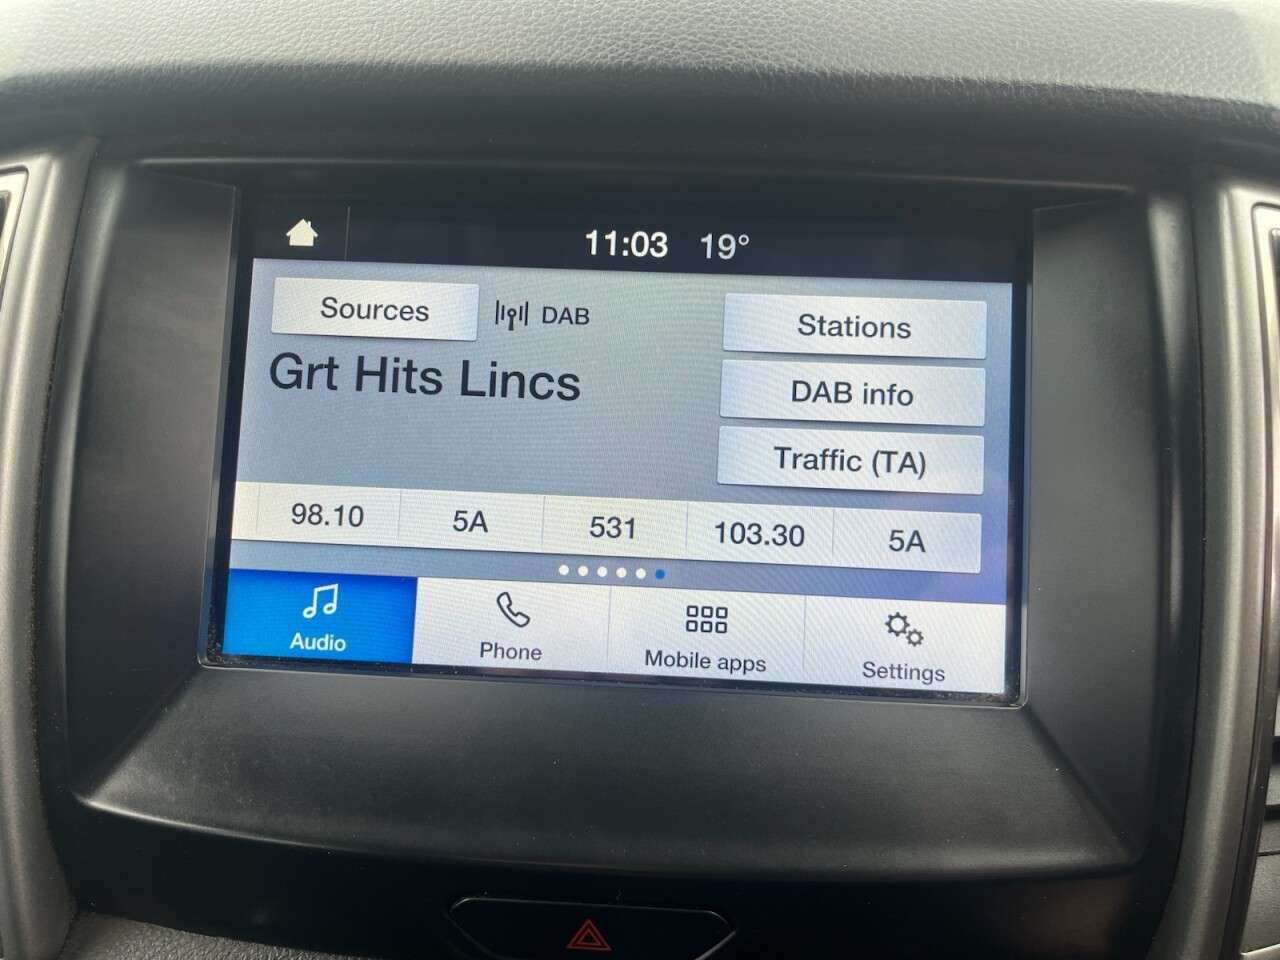 11:03 19°
Sources DAB Stations
Grt Hits Lincs
DAB info
Traffic (TA)
98.10 5A 531 103.30 5A
Audio Phone Mobile apps Settings